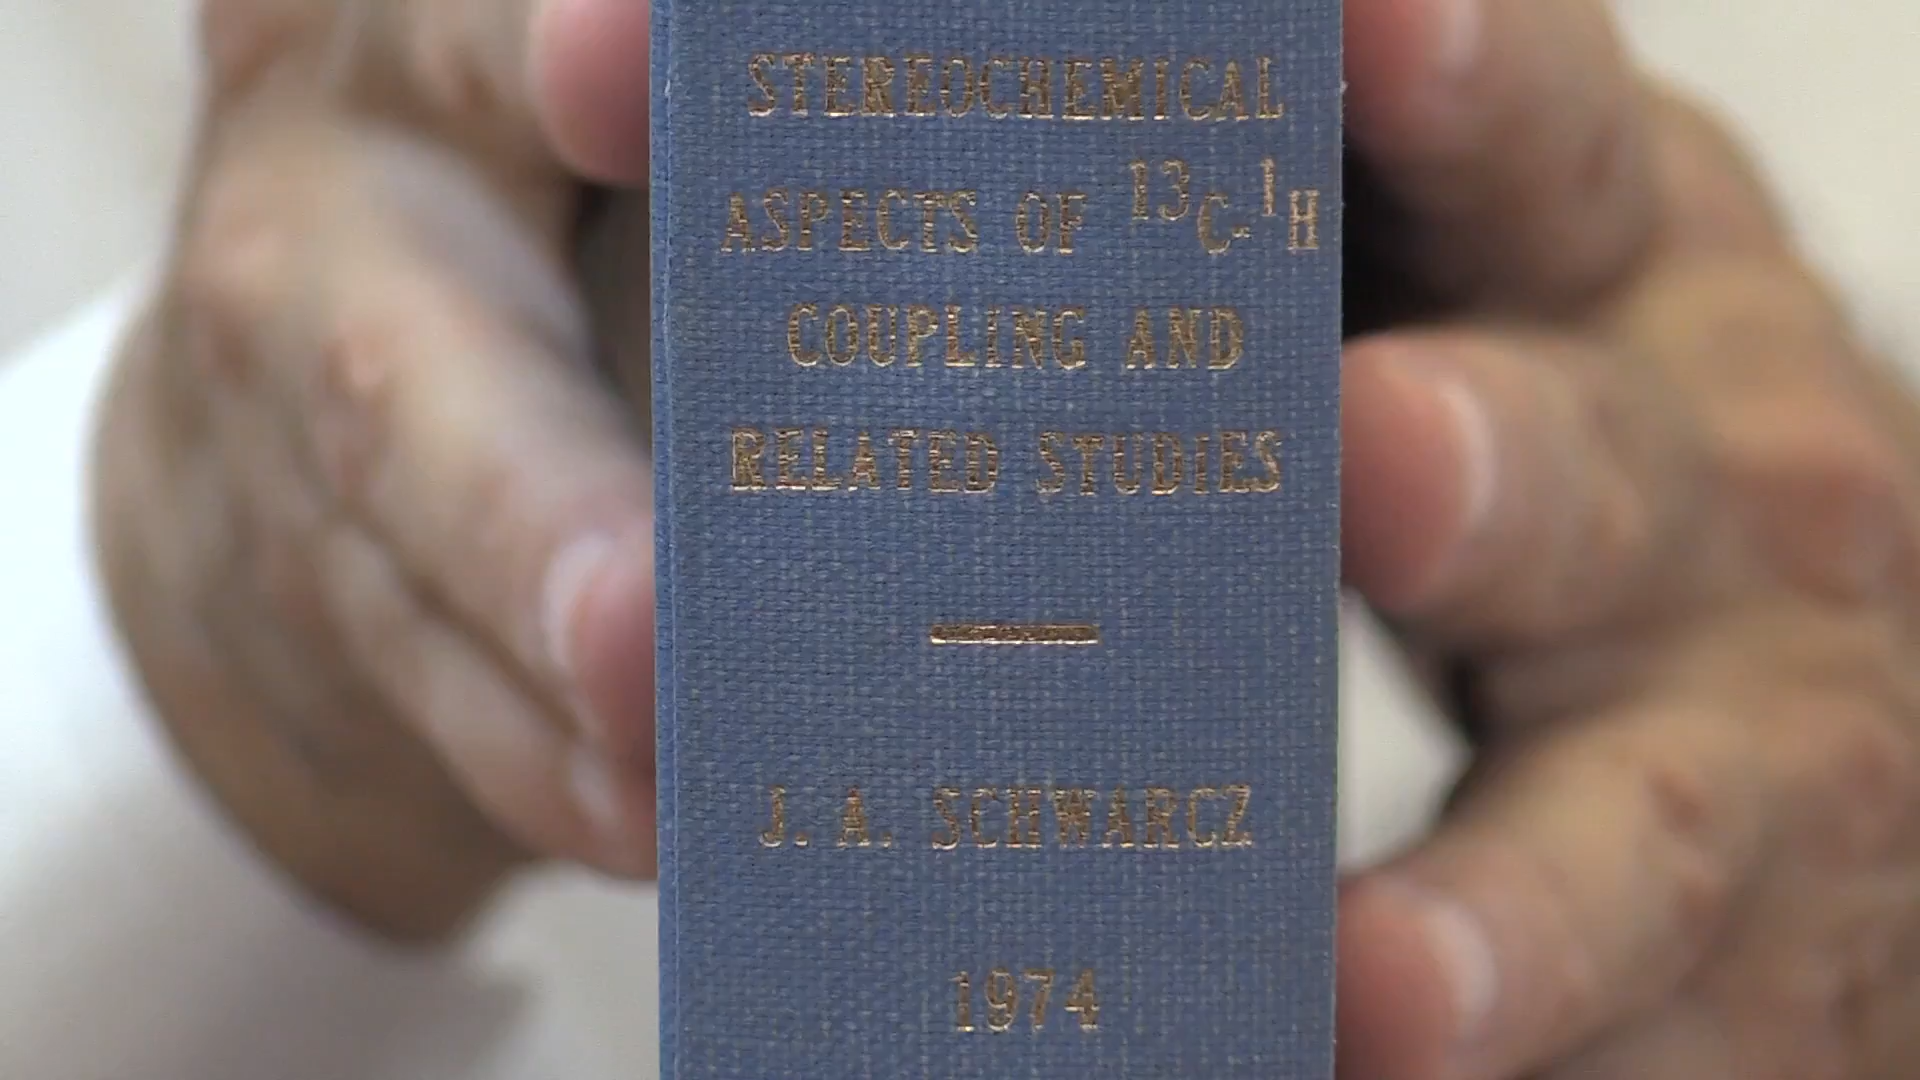 STEREOCHEMICAL
ASPECTS OF ¹³C-¹H
COUPLING AND
RELATED STUDIES
J. A. SCHWARCZ
1974